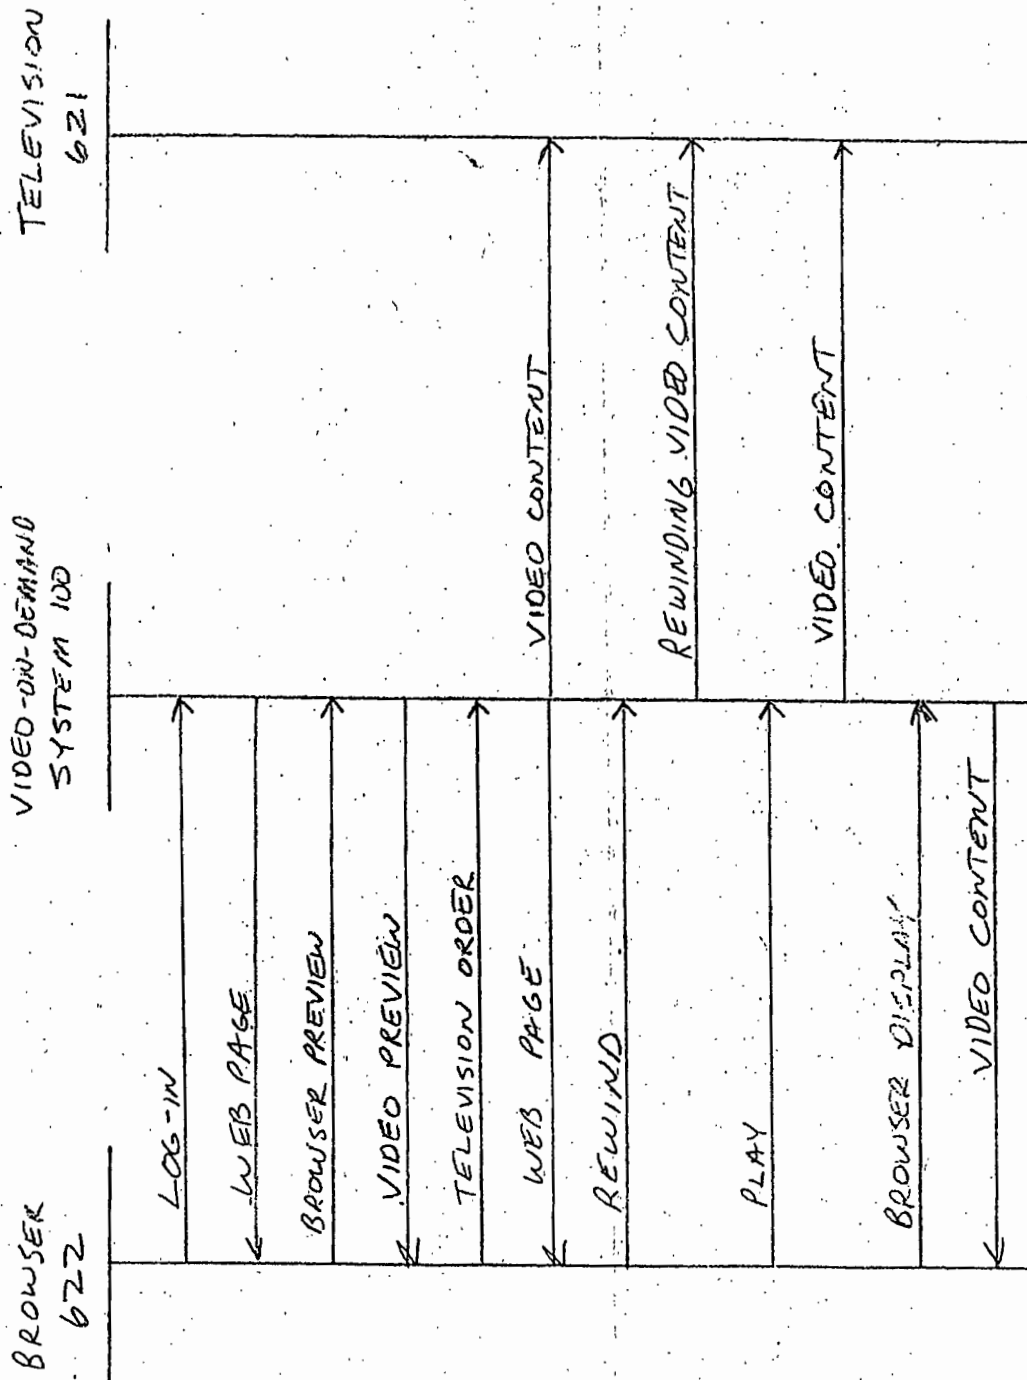 BROWSER
622
VIDEO-ON-DEMAND
SYSTEM 100
TELEVISION
621
LOG-IN
WEB PAGE
BROWSER PREVIEW
VIDEO PREVIEW
TELEVISION ORDER
VIDEO CONTENT
WEB PAGE
REWIND
REWINDING VIDEO CONTENT
PLAY
VIDEO CONTENT
BROWSER DISPLAY
VIDEO CONTENT